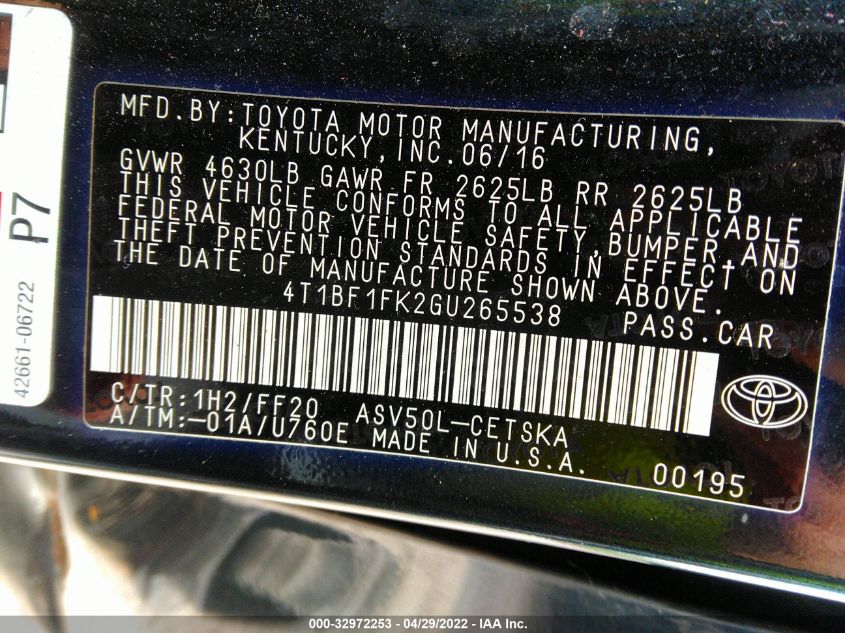 MFD.BY:TOYOTA MOTOR MANUFACTURING,
KENTUCKY,INC.06/16
GVWR 4630LB GAWR FR 2625LB RR 2625LB
THIS VEHICLE CONFORMS TO ALL APPLICABLE
FEDERAL MOTOR VEHICLE SAFETY,BUMPER,AND
THEFT PREVENTION STANDARDS IN EFFECT ON
THE DATE OF MANUFACTURE SHOWN ABOVE.
4T1BF1FK2GU265538 PASS.CAR
C/TR:1H2/FF20 ASV50L-CETSKA
A/TM:-01A/U760E MADE IN U.S.A.
00195
P7
42661-06722
000-32972253 - 04/29/2022 - IAA Inc.